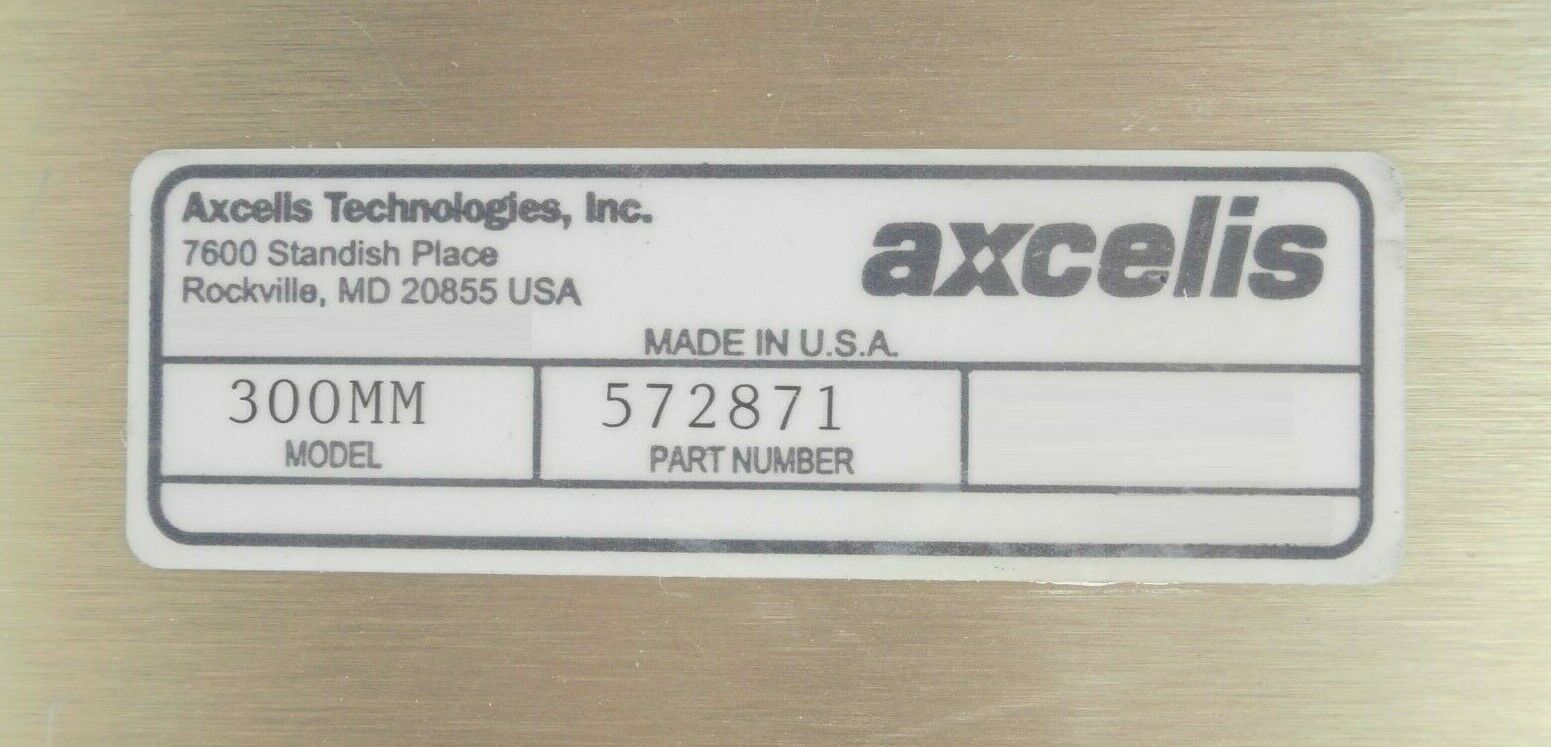 Axcelis Technologies, Inc.
7600 Standish Place
Rockville, MD 20855 USA
axcelis
MADE IN U.S.A.
300MM
MODEL
572871
PART NUMBER